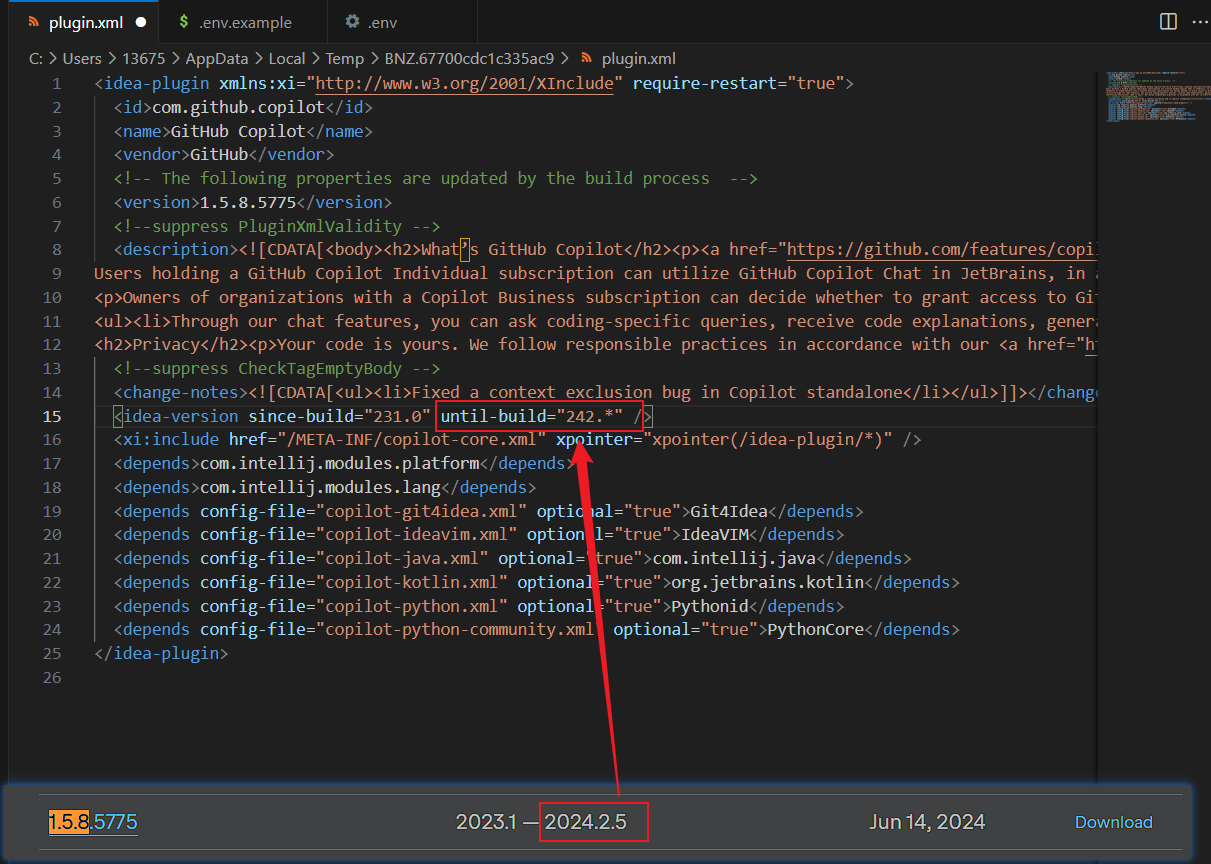 plugin.xml
$ .env.example
.env
C: > Users > 13675 > AppData > Local > Temp > BNZ.67700cdc1c335ac9 > plugin.xml
1 <idea-plugin xmlns:xi="http://www.w3.org/2001/XInclude" require-restart="true">
2 <id>com.github.copilot</id>
3 <name>GitHub Copilot</name>
4 <vendor>GitHub</vendor>
5 <!-- The following properties are updated by the build process  -->
6 <version>1.5.8.5775</version>
7 <!--suppress PluginXmlValidity -->
8 <description><![CDATA[<body><h2>What’s GitHub Copilot</h2><p><a href="https://github.com/features/copi
9 Users holding a GitHub Copilot Individual subscription can utilize GitHub Copilot Chat in JetBrains, in a
10 <p>Owners of organizations with a Copilot Business subscription can decide whether to grant access to Gi
11 <ul><li>Through our chat features, you can ask coding-specific queries, receive code explanations, gener
12 <h2>Privacy</h2><p>Your code is yours. We follow responsible practices in accordance with our <a href="h
13 <!--suppress CheckTagEmptyBody -->
14 <change-notes><![CDATA[<ul><li>Fixed a context exclusion bug in Copilot standalone</li></ul>]]></change
15 <idea-version since-build="231.0" until-build="242.*" />
16 <xi:include href="/META-INF/copilot-core.xml" xpointer="xpointer(/idea-plugin/*)" />
17 <depends>com.intellij.modules.platform</depends>
18 <depends>com.intellij.modules.lang</depends>
19 <depends config-file="copilot-git4idea.xml" optional="true">Git4Idea</depends>
20 <depends config-file="copilot-ideavim.xml" optional="true">IdeaVIM</depends>
21 <depends config-file="copilot-java.xml" optional="true">com.intellij.java</depends>
22 <depends config-file="copilot-kotlin.xml" optional="true">org.jetbrains.kotlin</depends>
23 <depends config-file="copilot-python.xml" optional="true">Pythonid</depends>
24 <depends config-file="copilot-python-community.xml" optional="true">PythonCore</depends>
25 </idea-plugin>
26
1.5.8.5775 2023.1 — 2024.2.5 Jun 14, 2024 Download